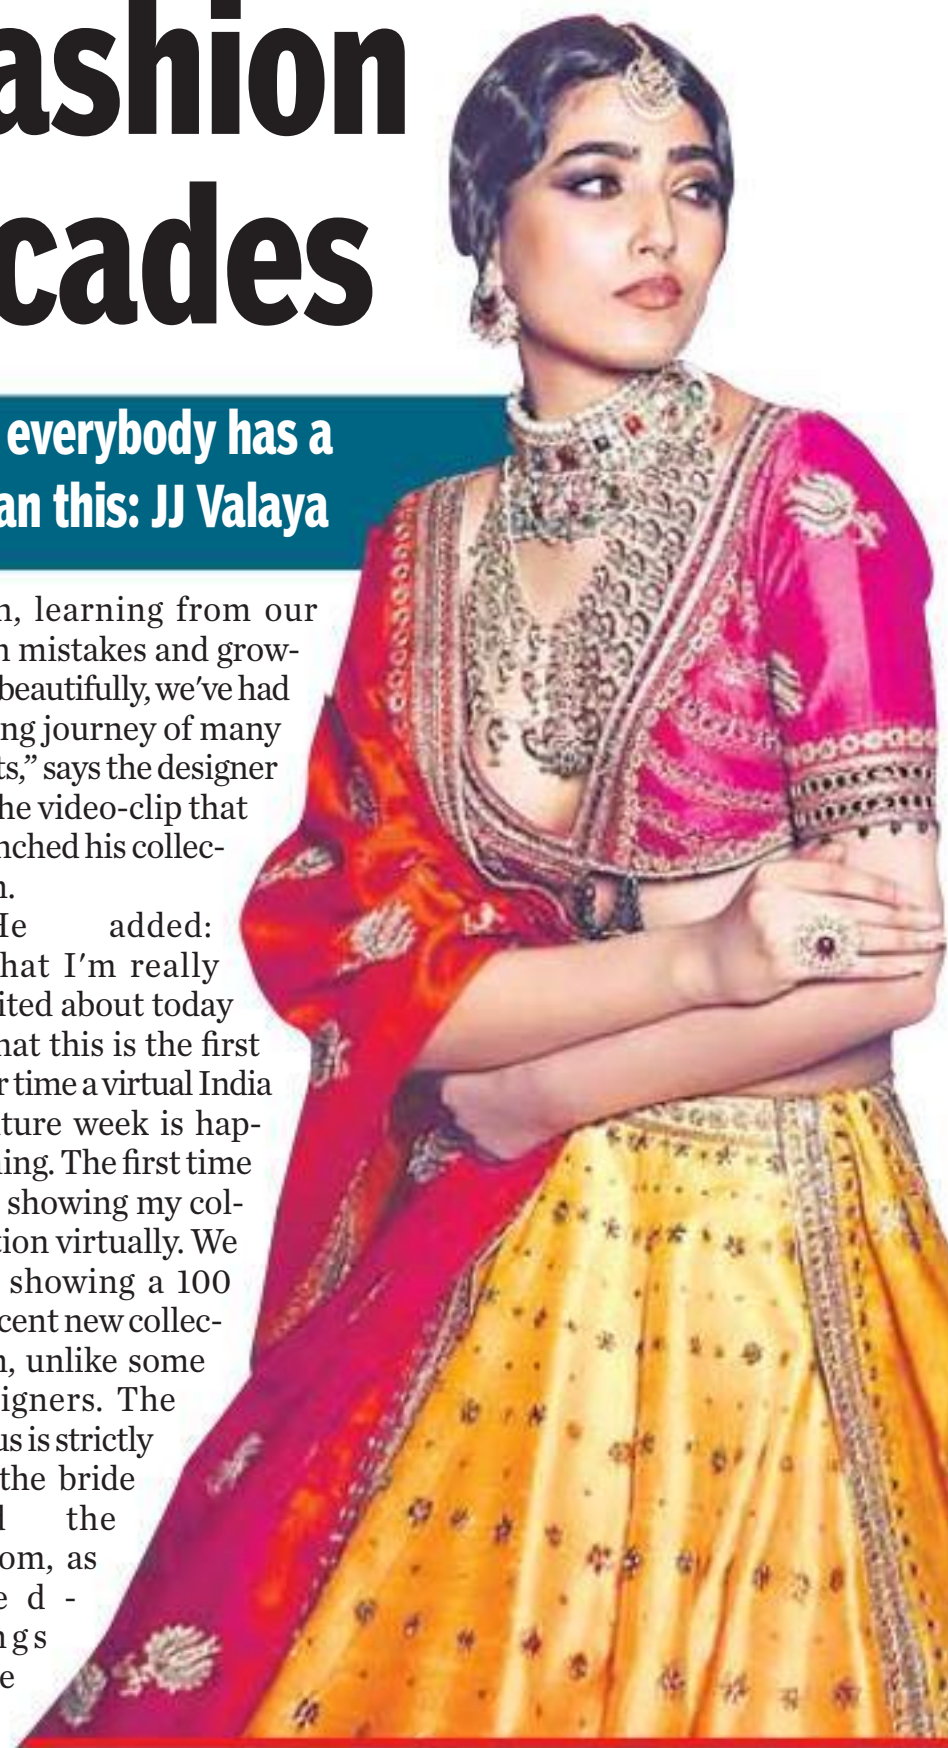 ashion
cades
everybody has a
an this: JJ Valaya
n, learning from our
n mistakes and grow-
beautifully, we've had
ng journey of many
ts,” says the designer
he video-clip that
nched his collec-
n.
He added:
hat I'm really
ited about today
hat this is the first
r time a virtual India
ture week is hap-
ing. The first time
showing my col-
tion virtually. We
showing a 100
cent new collec-
n, unlike some
igners. The
us is strictly
the bride
d the
om, as
e d -
ngs
e